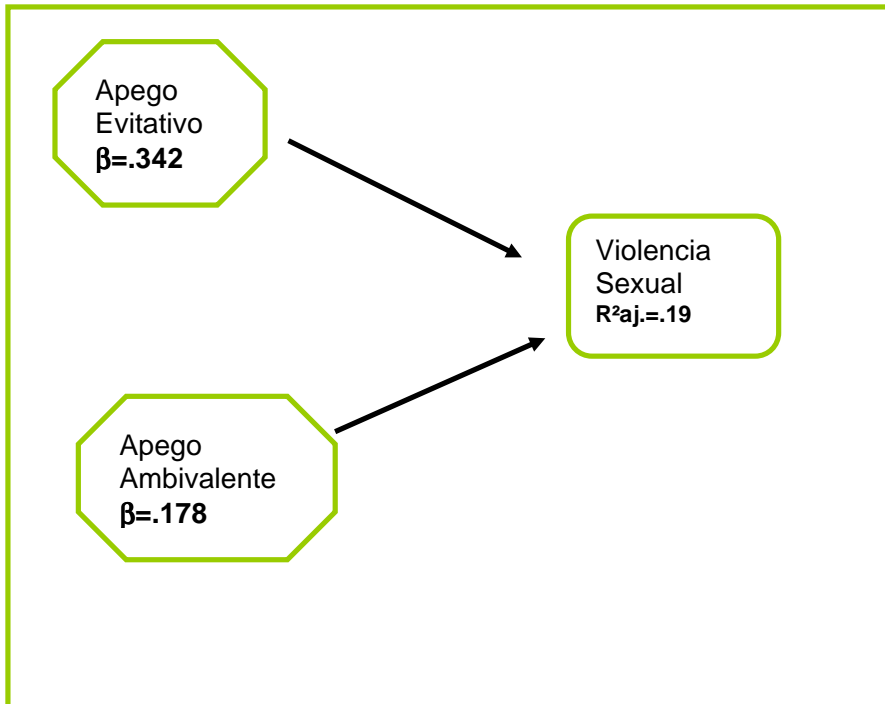 Apego
Evitativo
β=.342
Violencia
Sexual
R²aj.=.19
Apego
Ambivalente
β=.178